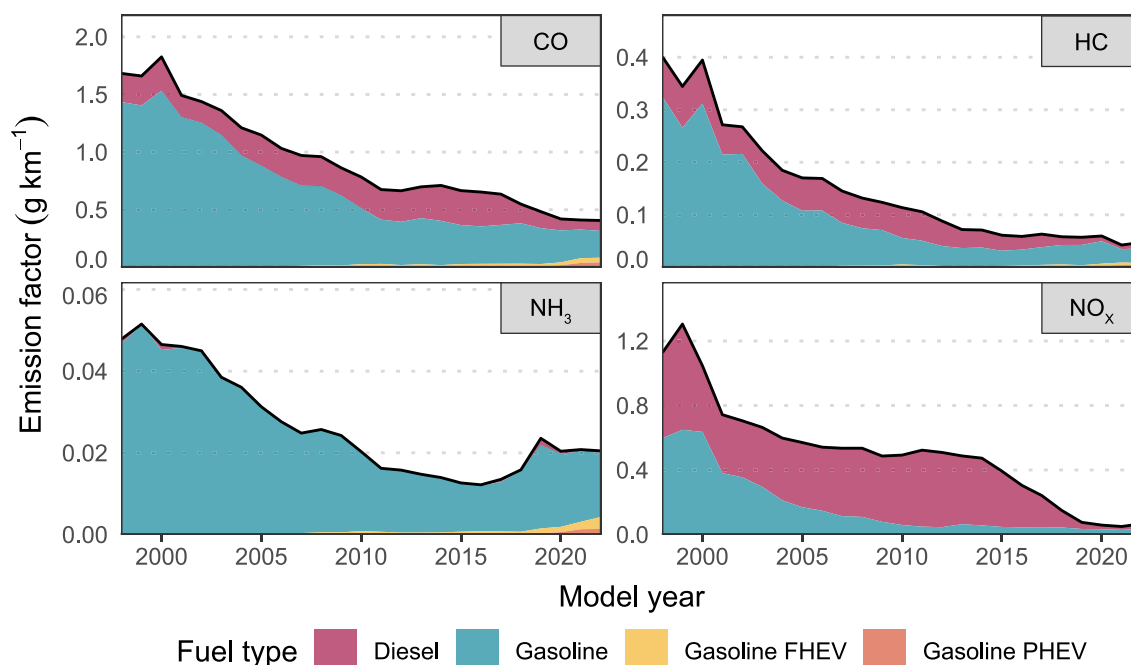 CO
HC
2.0
1.5
1.0
0.5
0.0
0.4
0.3
0.2
0.1
0.0
Emission factor (g km⁻¹)
NH₃
NOₓ
0.06
0.04
0.02
0.00
1.2
0.8
0.4
0.0
2000 2005 2010 2015 2020
2000 2005 2010 2015 2020
Model year
Fuel type Diesel Gasoline Gasoline FHEV Gasoline PHEV